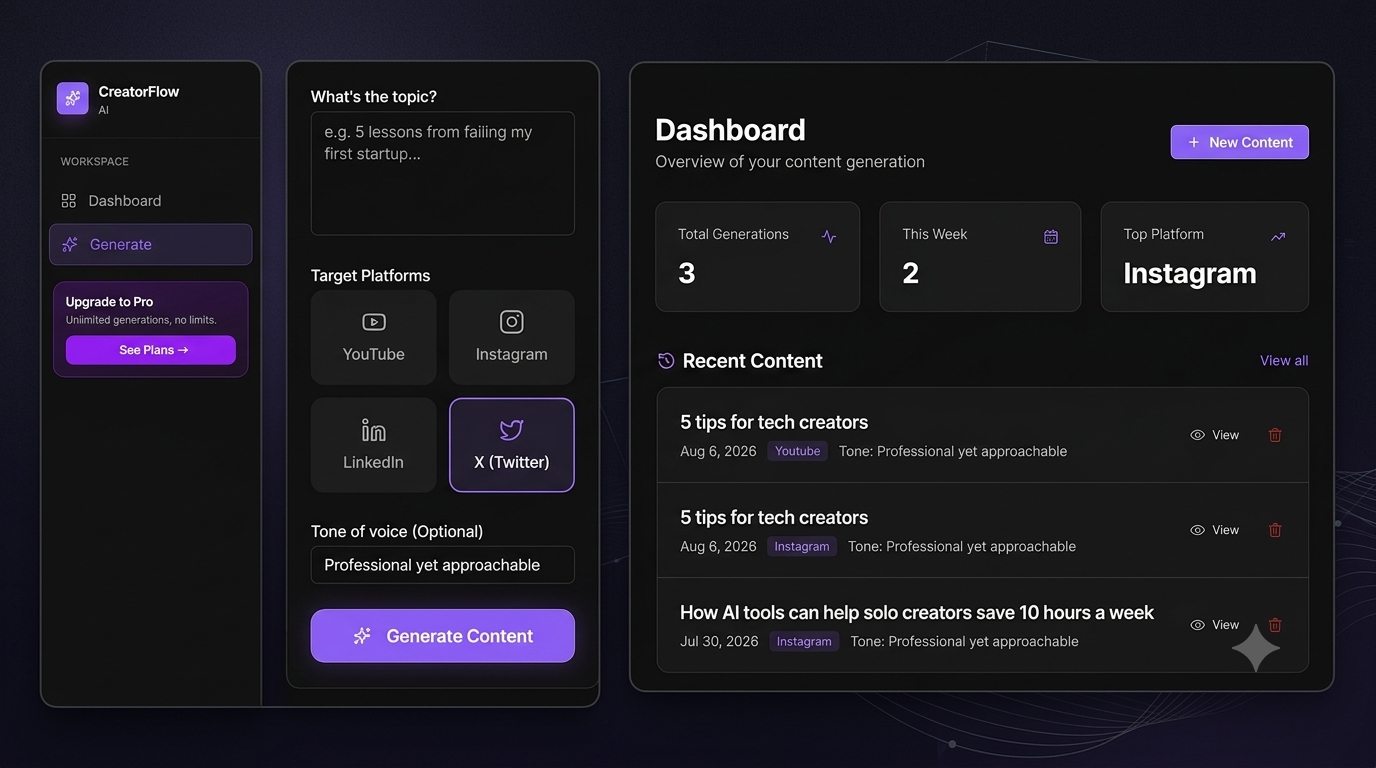 CreatorFlow
AI
WORKSPACE
Dashboard
Generate
Upgrade to Pro
Unlimited generations, no limits.
See Plans →
What's the topic?
e.g. 5 lessons from failing my
first startup...
Target Platforms
YouTube
Instagram
LinkedIn
X (Twitter)
Tone of voice (Optional)
Professional yet approachable
Generate Content
Dashboard
Overview of your content generation
+ New Content
Total Generations
3
This Week
2
Top Platform
Instagram
Recent Content
View all
5 tips for tech creators
Aug 6, 2026 Youtube Tone: Professional yet approachable
View
5 tips for tech creators
Aug 6, 2026 Instagram Tone: Professional yet approachable
View
How AI tools can help solo creators save 10 hours a week
Jul 30, 2026 Instagram Tone: Professional yet approachable
View